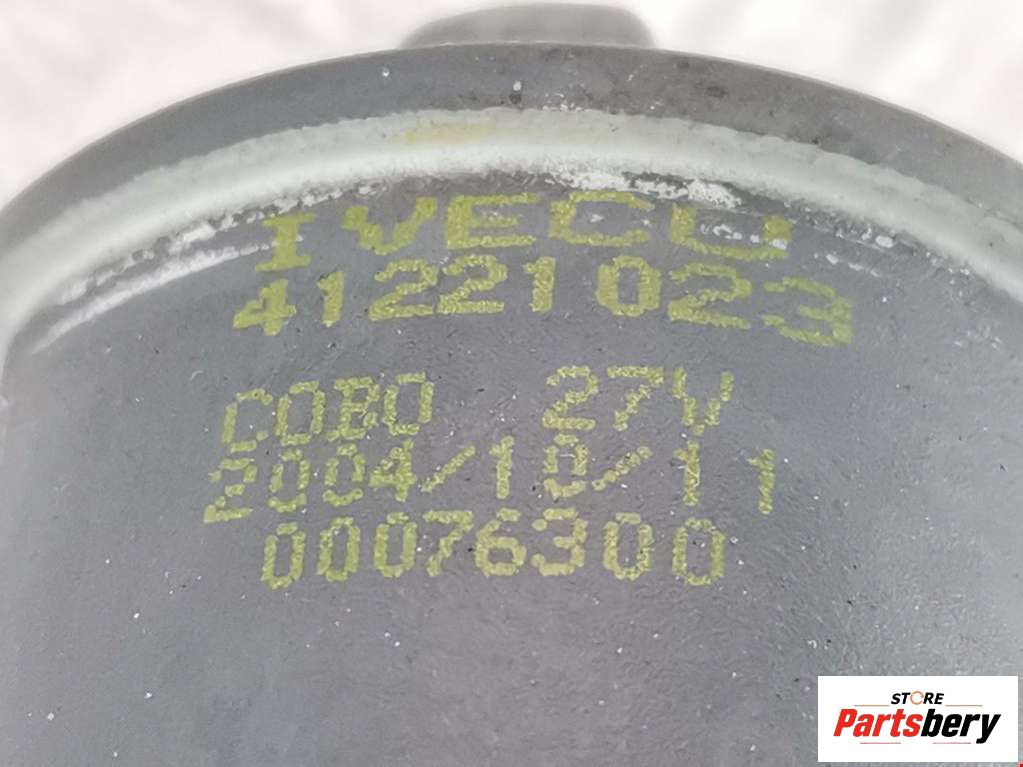 IVECO
41221023
COBO 27V
2004/10/11
00076300
STORE
Partsbery